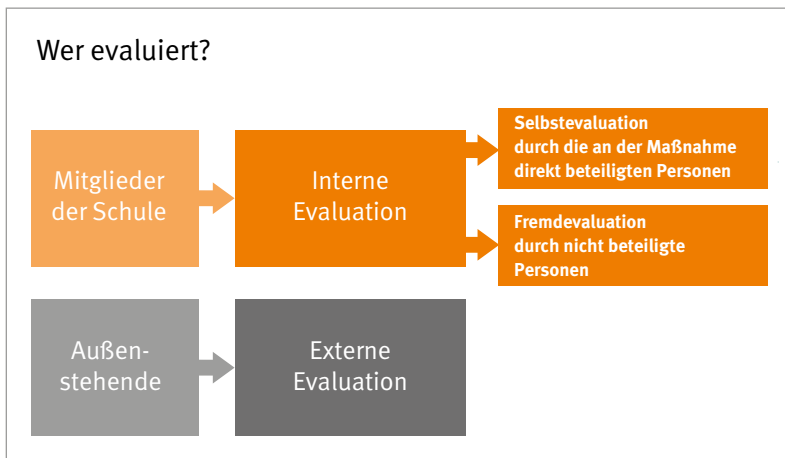 Wer evaluiert?
Mitglieder
der Schule
Interne
Evaluation
Selbstevaluation
durch die an der Maßnahme
direkt beteiligten Personen
Fremdevaluation
durch nicht beteiligte
Personen
Außen-
stehende
Externe
Evaluation